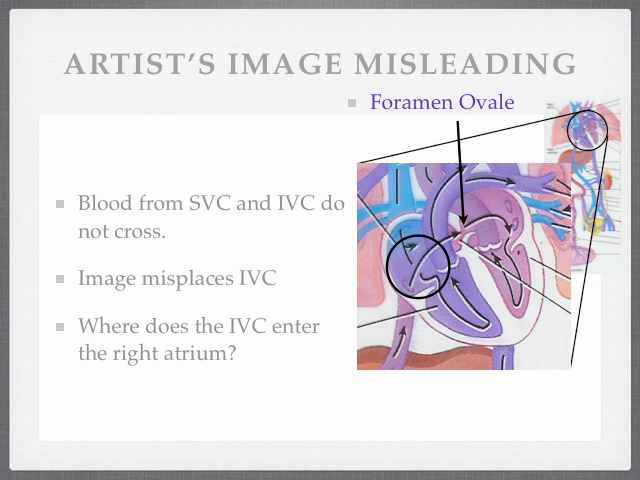 ARTIST'S IMAGE MISLEADING
Foramen Ovale
Blood from SVC and IVC do
not cross.
Image misplaces IVC
Where does the IVC enter
the right atrium?